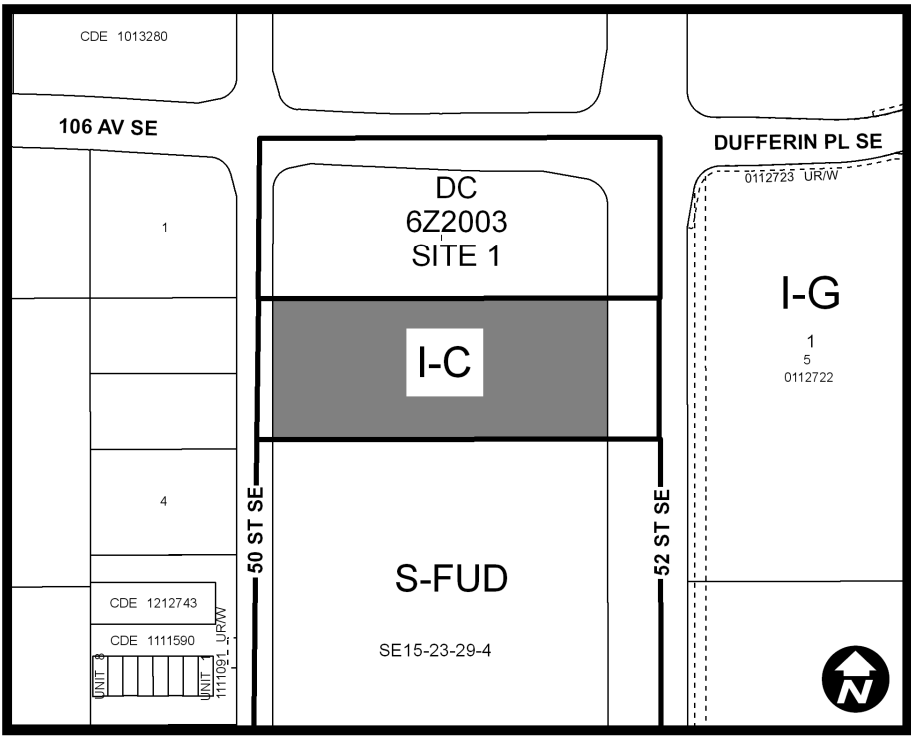 CDE 1013280
106 AV SE
DUFFERIN PL SE
0112723 UR/W
DC
6Z2003
SITE 1
1
I-G
1
5
0112722
I-C
4
50 ST SE
52 ST SE
S-FUD
SE15-23-29-4
CDE 1212743
CDE 1111590
UNIT 8
UNIT 1
1111091 UR/W
N